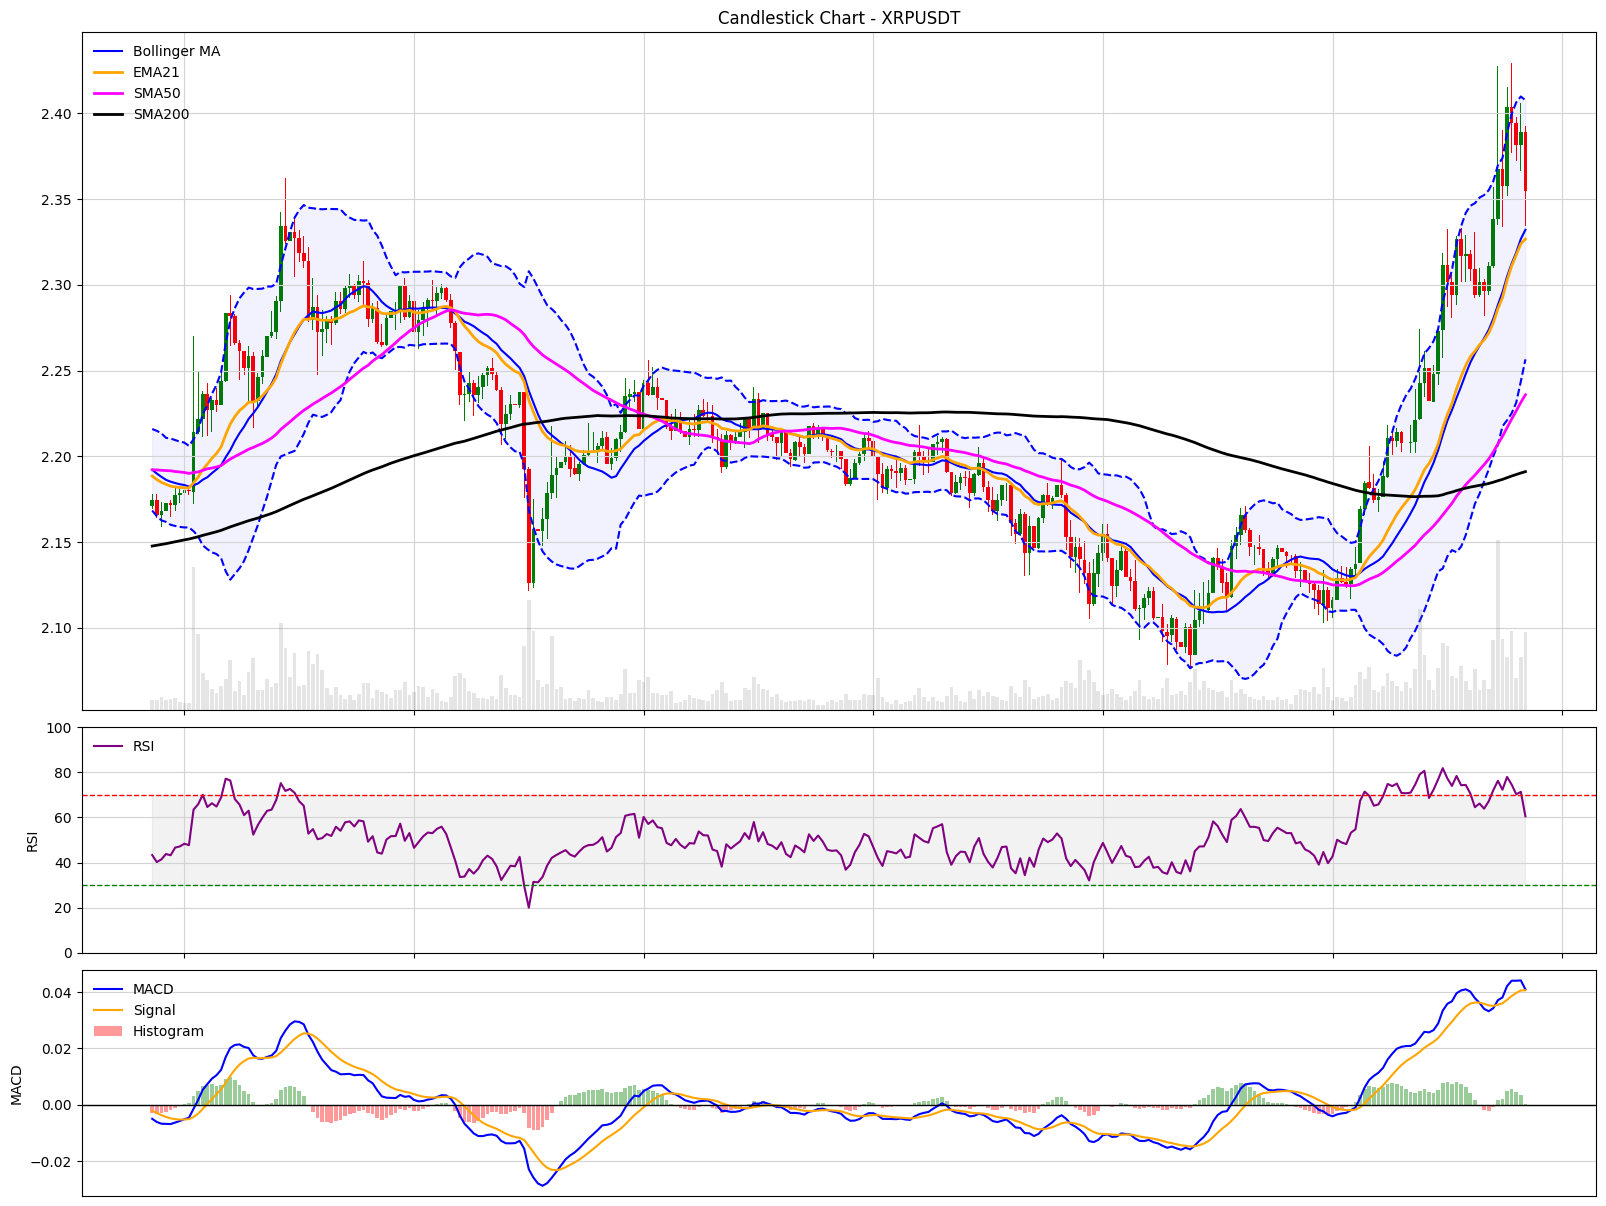 Candlestick Chart - XRPUSDT
Bollinger MA
EMA21
SMA50
SMA200
2.40
2.35
2.30
2.25
2.20
2.15
2.10
RSI
100
80
60
40
20
0
RSI
MACD
Signal
Histogram
0.04
0.02
0.00
−0.02
MACD